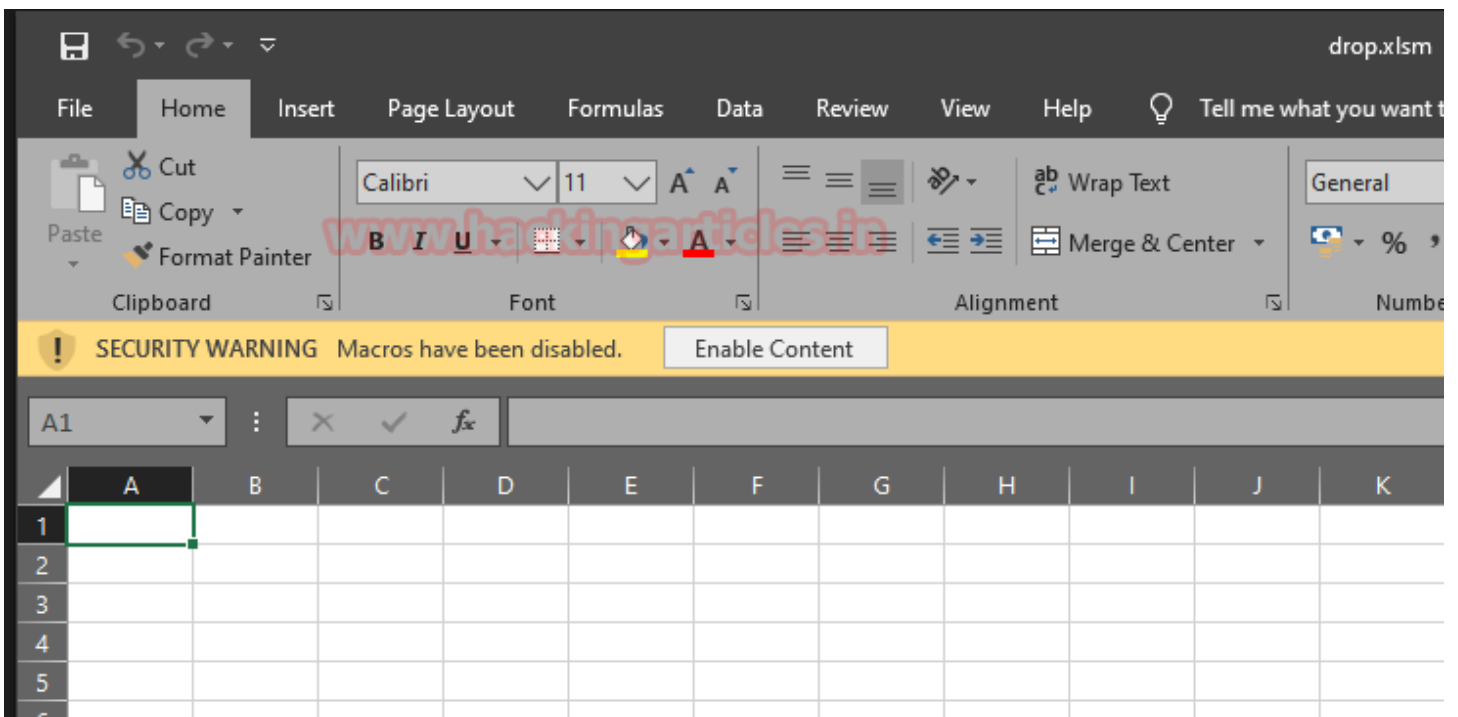 drop.xlsm
File Home Insert Page Layout Formulas Data Review View Help Tell me what you want t
Cut
Calibri 11 A A ab c Wrap Text General
Copy
Paste
www.hackingarticles.in
B I U A Merge & Center % ,
Format Painter
Clipboard Font Alignment Numbe
! SECURITY WARNING Macros have been disabled. Enable Content
A1 fx
A B C D E F G H I J K
1
2
3
4
5